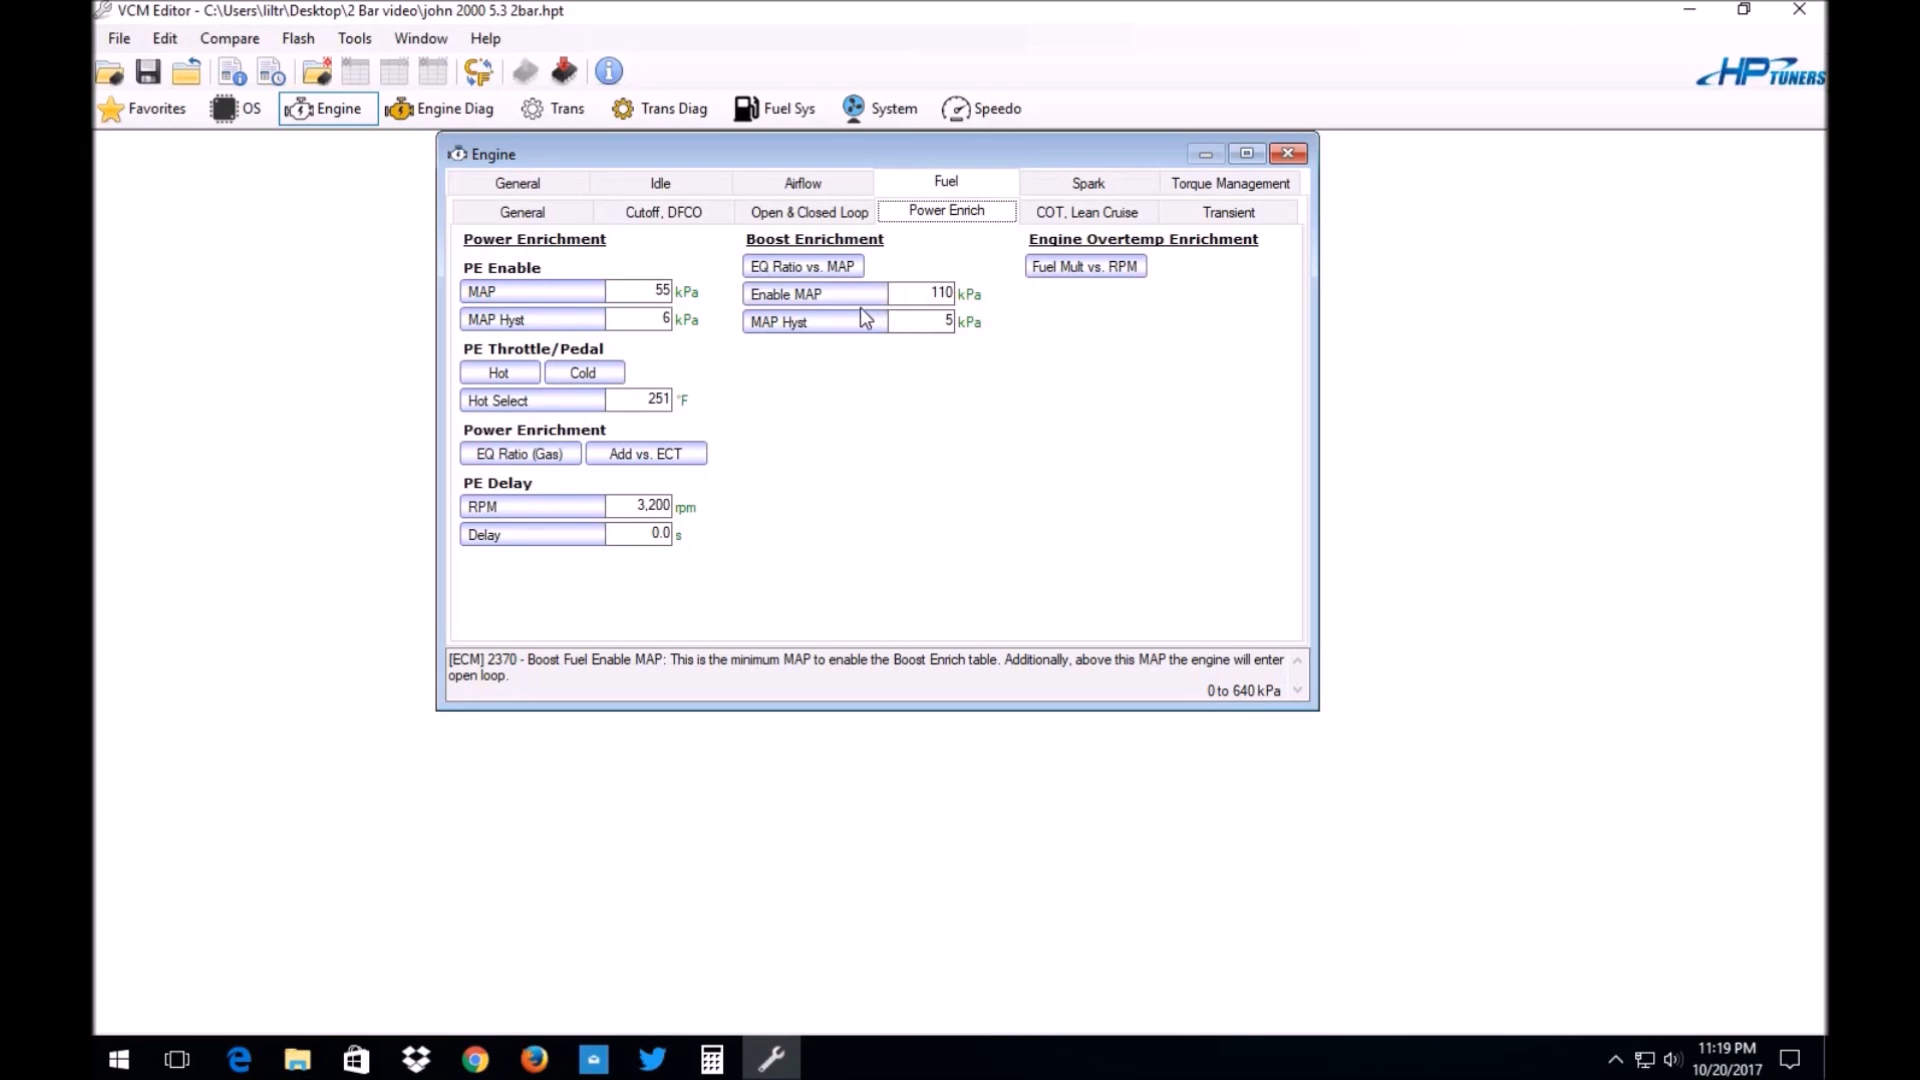 VCM Editor - C:\Users\liltr\Desktop\2 Bar video\john 2000 5.3 2bar.hpt
File Edit Compare Flash Tools Window Help
HP TUNERS
Favorites OS Engine Engine Diag Trans Trans Diag Fuel Sys System Speedo
Engine
General Idle Airflow Fuel Spark Torque Management
General Cutoff, DFCO Open & Closed Loop Power Enrich COT, Lean Cruise Transient
Power Enrichment
PE Enable
MAP 55 kPa
MAP Hyst 6 kPa
PE Throttle/Pedal
Hot Cold
Hot Select 251 °F
Power Enrichment
EQ Ratio (Gas) Add vs. ECT
PE Delay
RPM 3,200 rpm
Delay 0.0 s
Boost Enrichment
EQ Ratio vs. MAP
Enable MAP 110 kPa
MAP Hyst 5 kPa
Engine Overtemp Enrichment
Fuel Mult vs. RPM
[ECM] 2370 - Boost Fuel Enable MAP: This is the minimum MAP to enable the Boost Enrich table. Additionally, above this MAP the engine will enter
open loop.
0 to 640 kPa
11:19 PM
10/20/2017